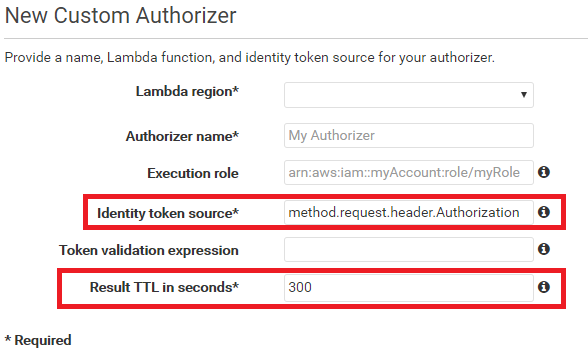 New Custom Authorizer
Provide a name, Lambda function, and identity token source for your authorizer.
Lambda region*
Authorizer name* My Authorizer
Execution role arn:aws:iam::myAccount:role/myRole
Identity token source* method.request.header.Authorization
Token validation expression
Result TTL in seconds* 300
* Required